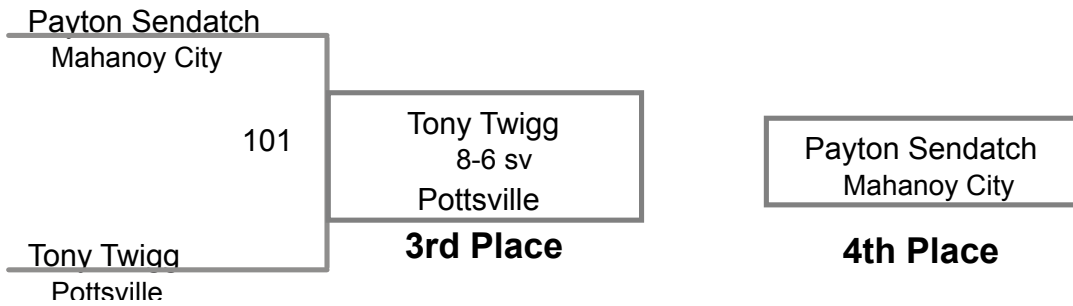 Payton Sendatch
Mahanoy City
101
Tony Twigg
Pottsville
Tony Twigg
8-6 sv
Pottsville
3rd Place
Payton Sendatch
Mahanoy City
4th Place